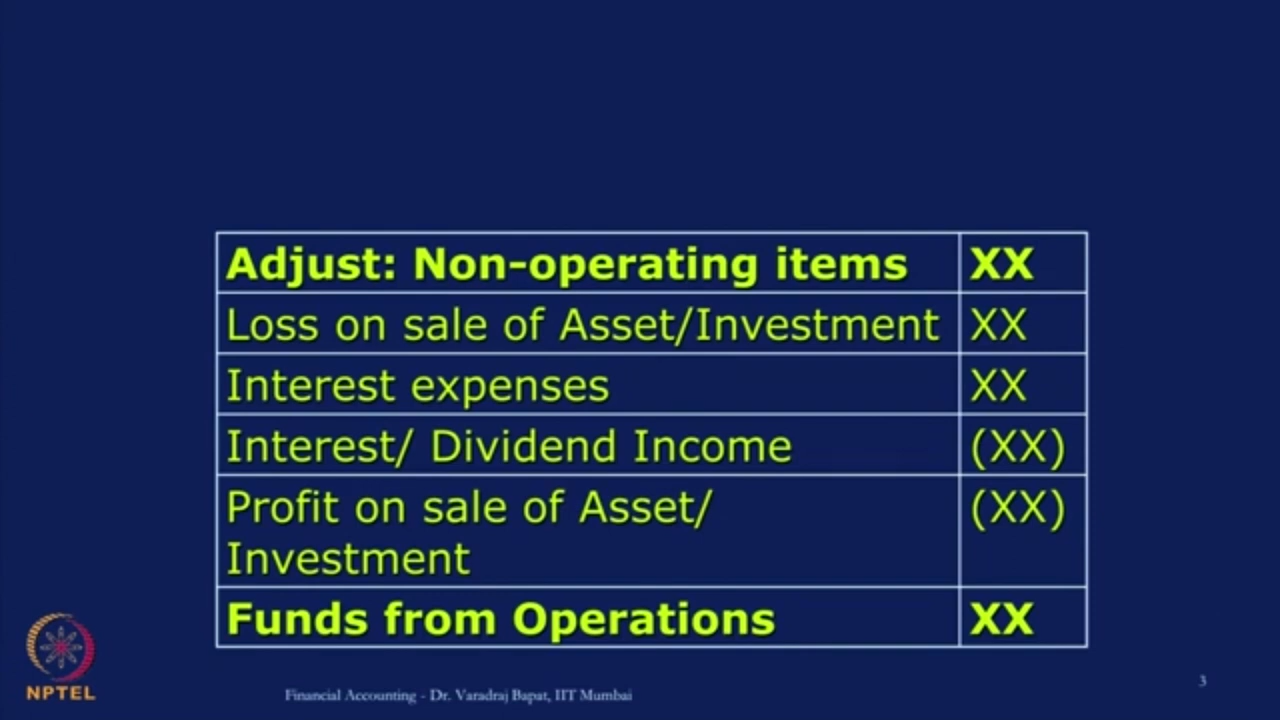 Adjust: Non-operating items XX
Loss on sale of Asset/Investment XX
Interest expenses XX
Interest/ Dividend Income (XX)
Profit on sale of Asset/ (XX)
Investment
Funds from Operations XX
NPTEL
Financial Accounting - Dr. Varadraj Bapat, IIT Mumbai
3